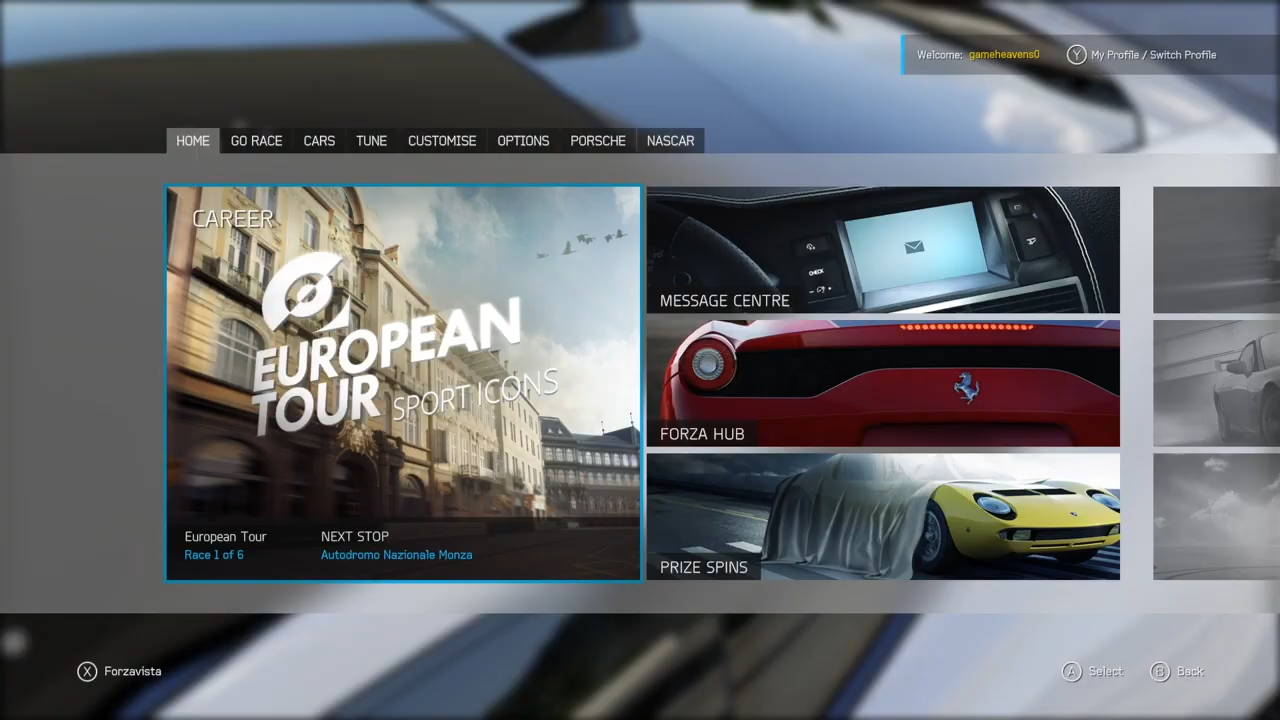 Welcome: gameheavens0
Y My Profile / Switch Profile
HOME GO RACE CARS TUNE CUSTOMISE OPTIONS PORSCHE NASCAR
CAREER
EUROPEAN
TOUR SPORT ICONS
European Tour
Race 1 of 6
NEXT STOP
Autodromo Nazionale Monza
CHECK
MESSAGE CENTRE
FORZA HUB
PRIZE SPINS
X Forzavista
A Select
B Back